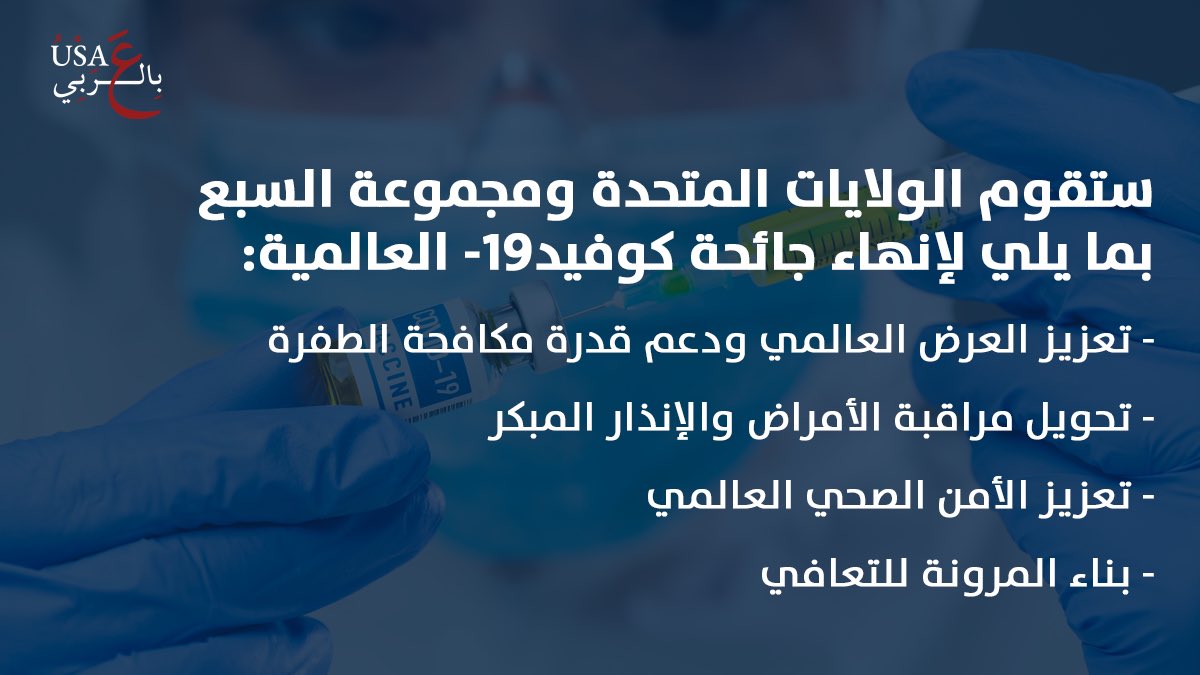 USA
ع
بِالـــرَبِي
ستقوم الولايات المتحدة ومجموعة السبع
بما يلي لإنهاء جائحة كوفيد19- العالمية:
- تعزيز العرض العالمي ودعم قدرة مكافحة الطفرة
- تحويل مراقبة الأمراض والإنذار المبكر
- تعزيز الأمن الصحي العالمي
- بناء المرونة للتعافي
COVID-19
VACCINE